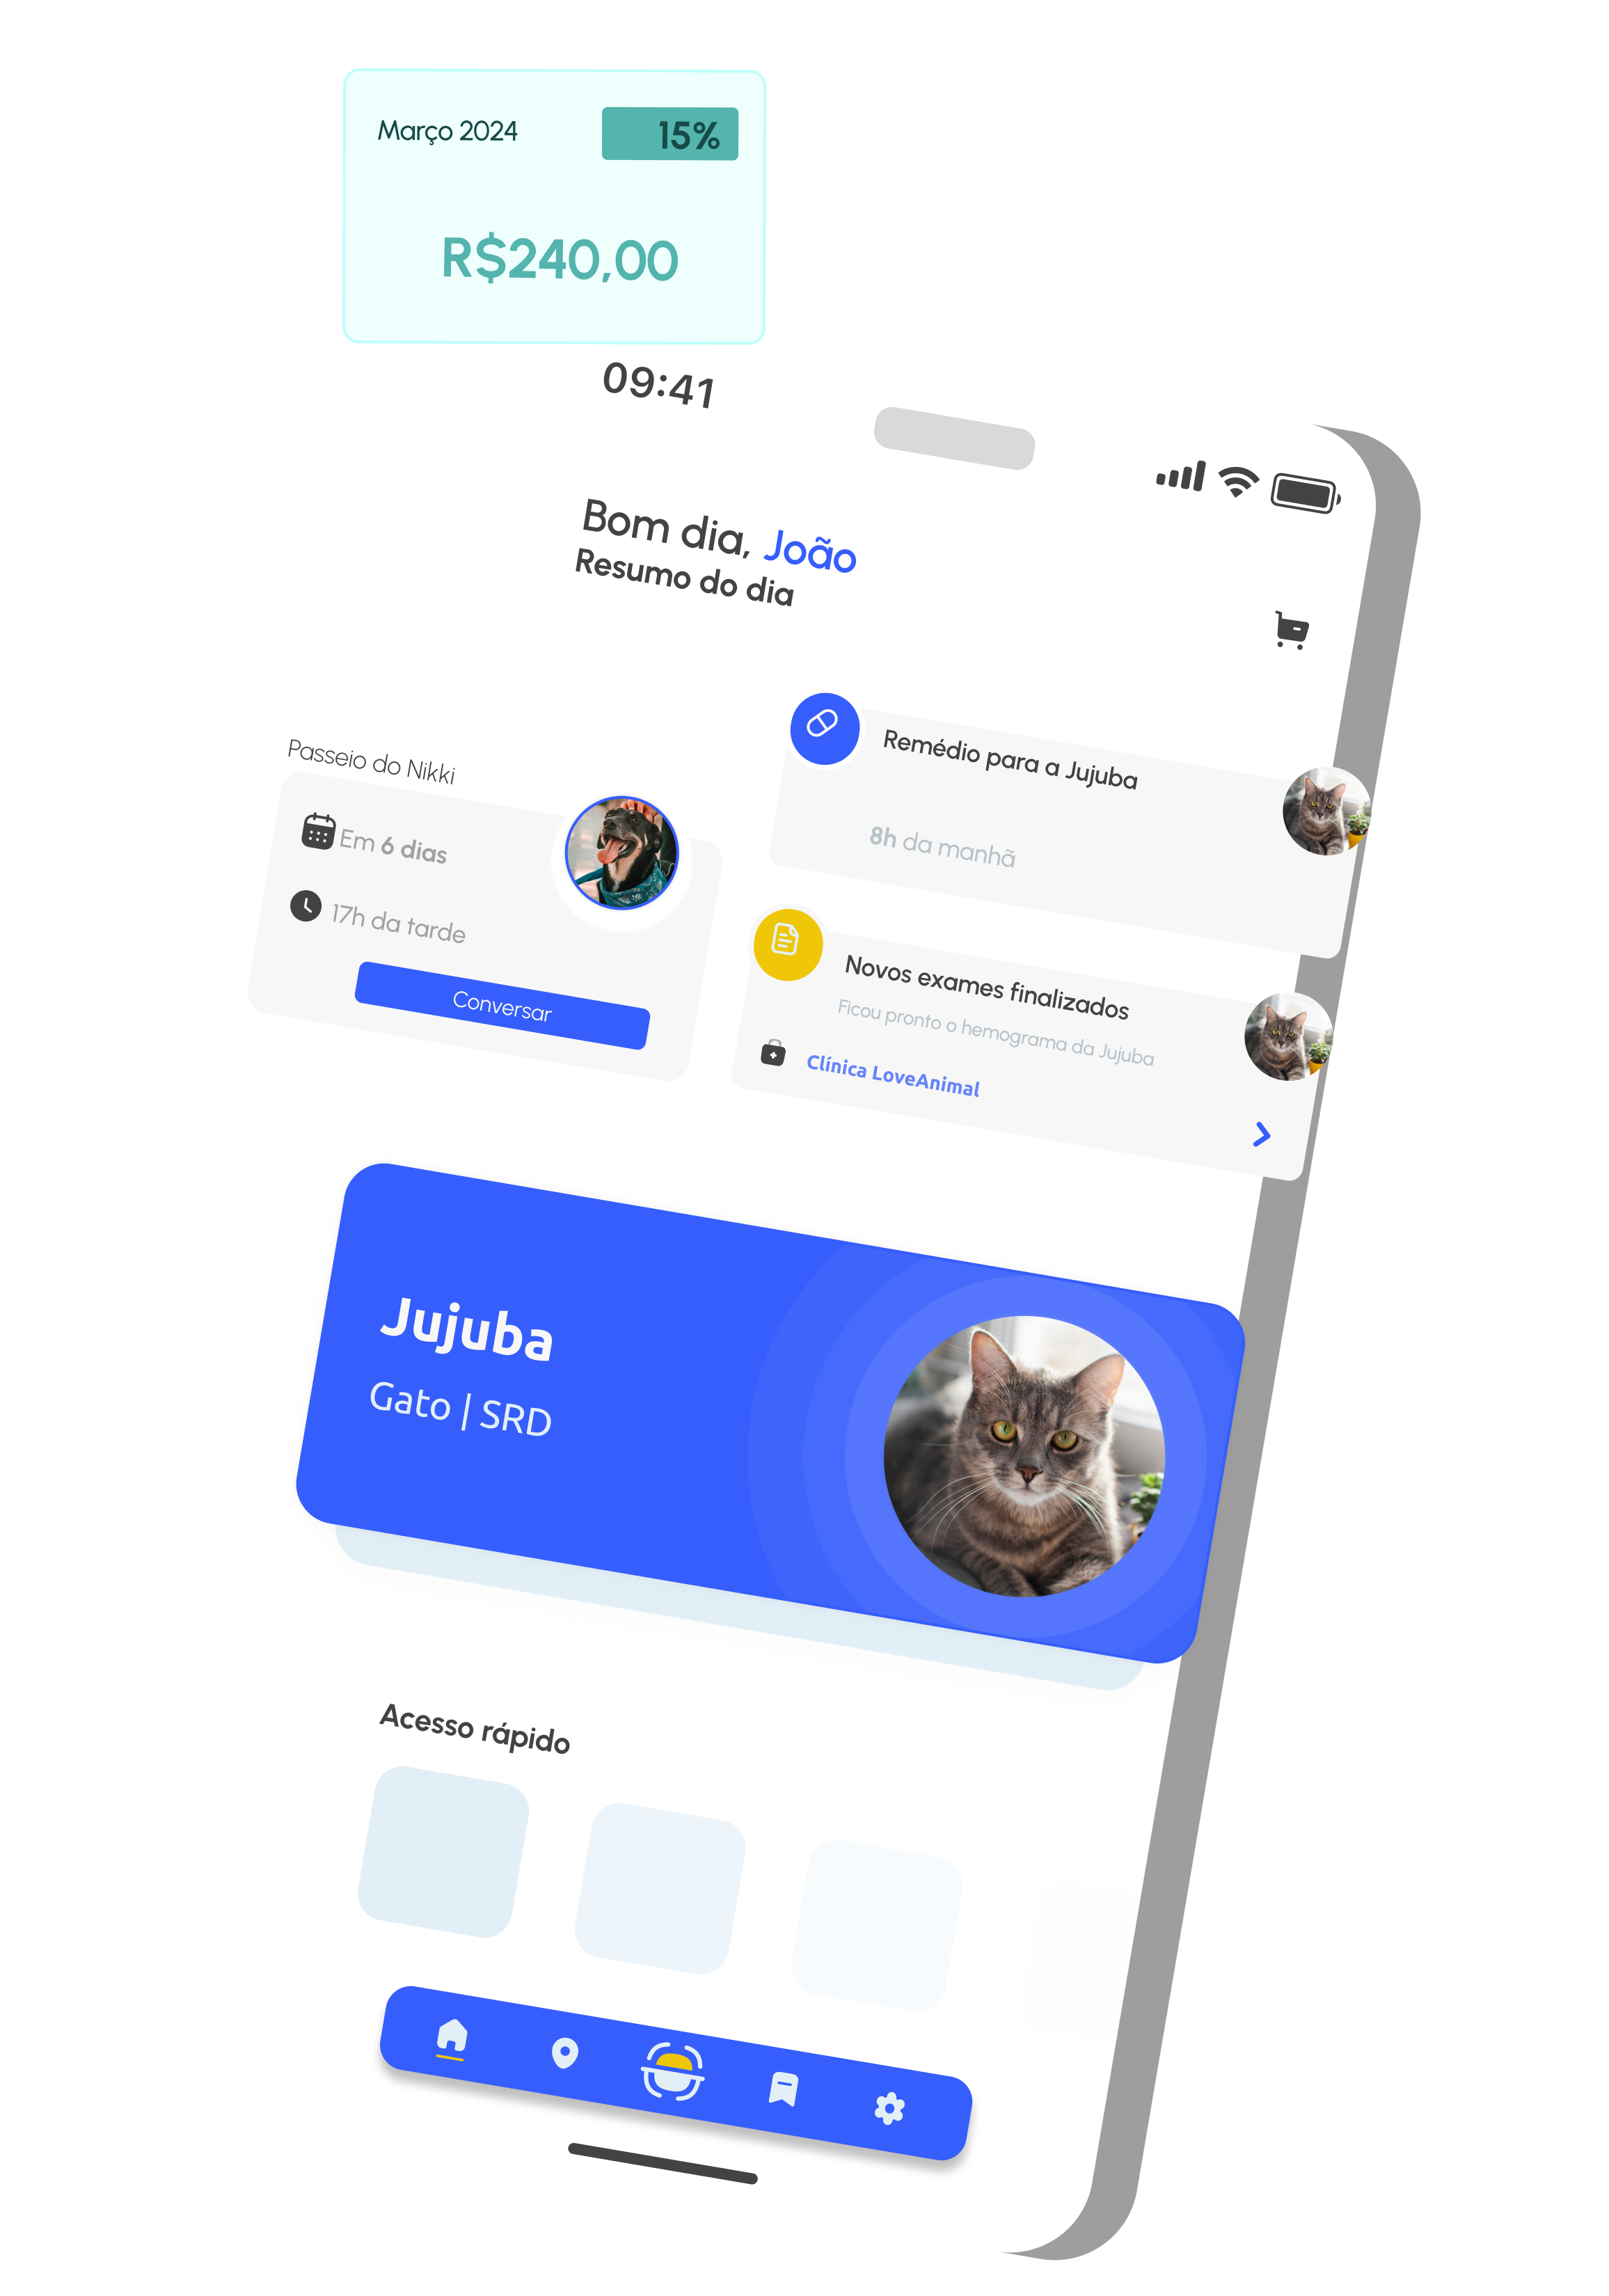 Março 2024
15%
R$240,00
09:41
Bom dia, João
Resumo do dia
Passeio do Nikki
Em 6 dias
17h da tarde
Conversar
Remédio para a Jujuba
8h da manhã
Novos exames finalizados
Ficou pronto o hemograma da Jujuba
Clínica LoveAnimal
Jujuba
Gato | SRD
Acesso rápido